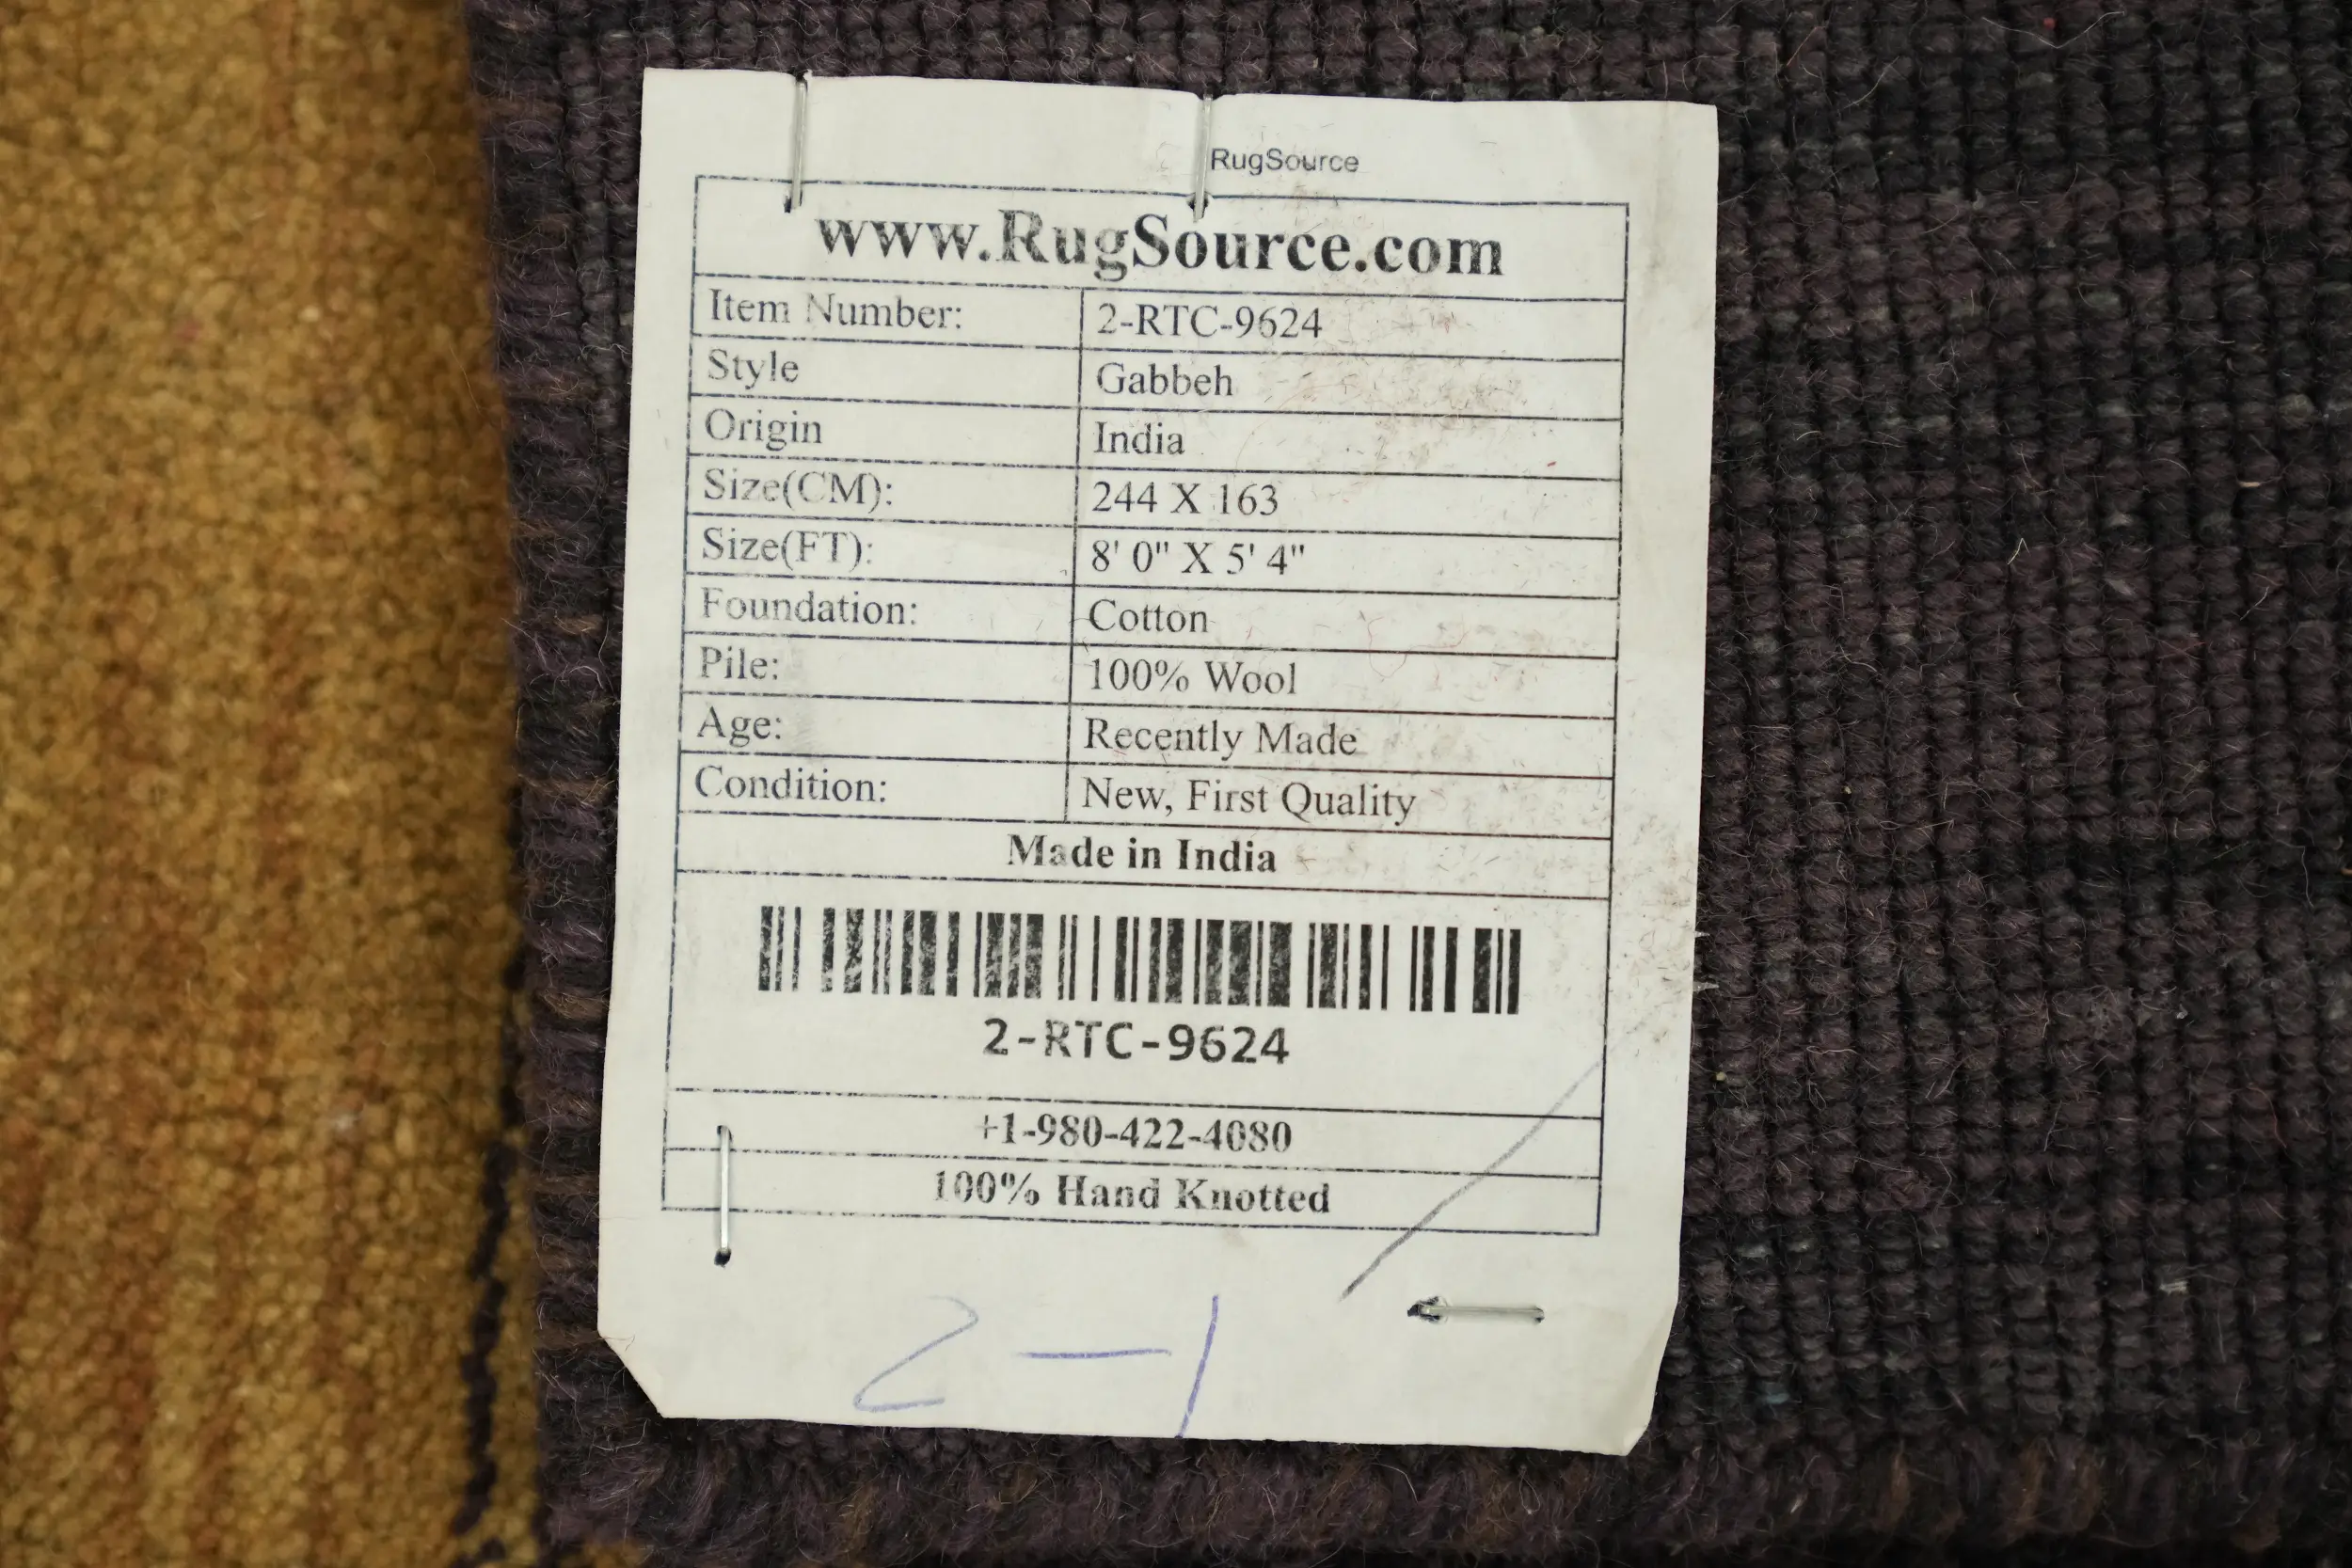 RugSource
www.RugSource.com
Item Number: 2-RTC-9624
Style Gabbeh
Origin India
Size(CM): 244 X 163
Size(FT): 8' 0" X 5' 4"
Foundation: Cotton
Pile: 100% Wool
Age: Recently Made
Condition: New, First Quality
Made in India
2-RTC-9624
+1-980-422-4080
100% Hand Knotted
2-1